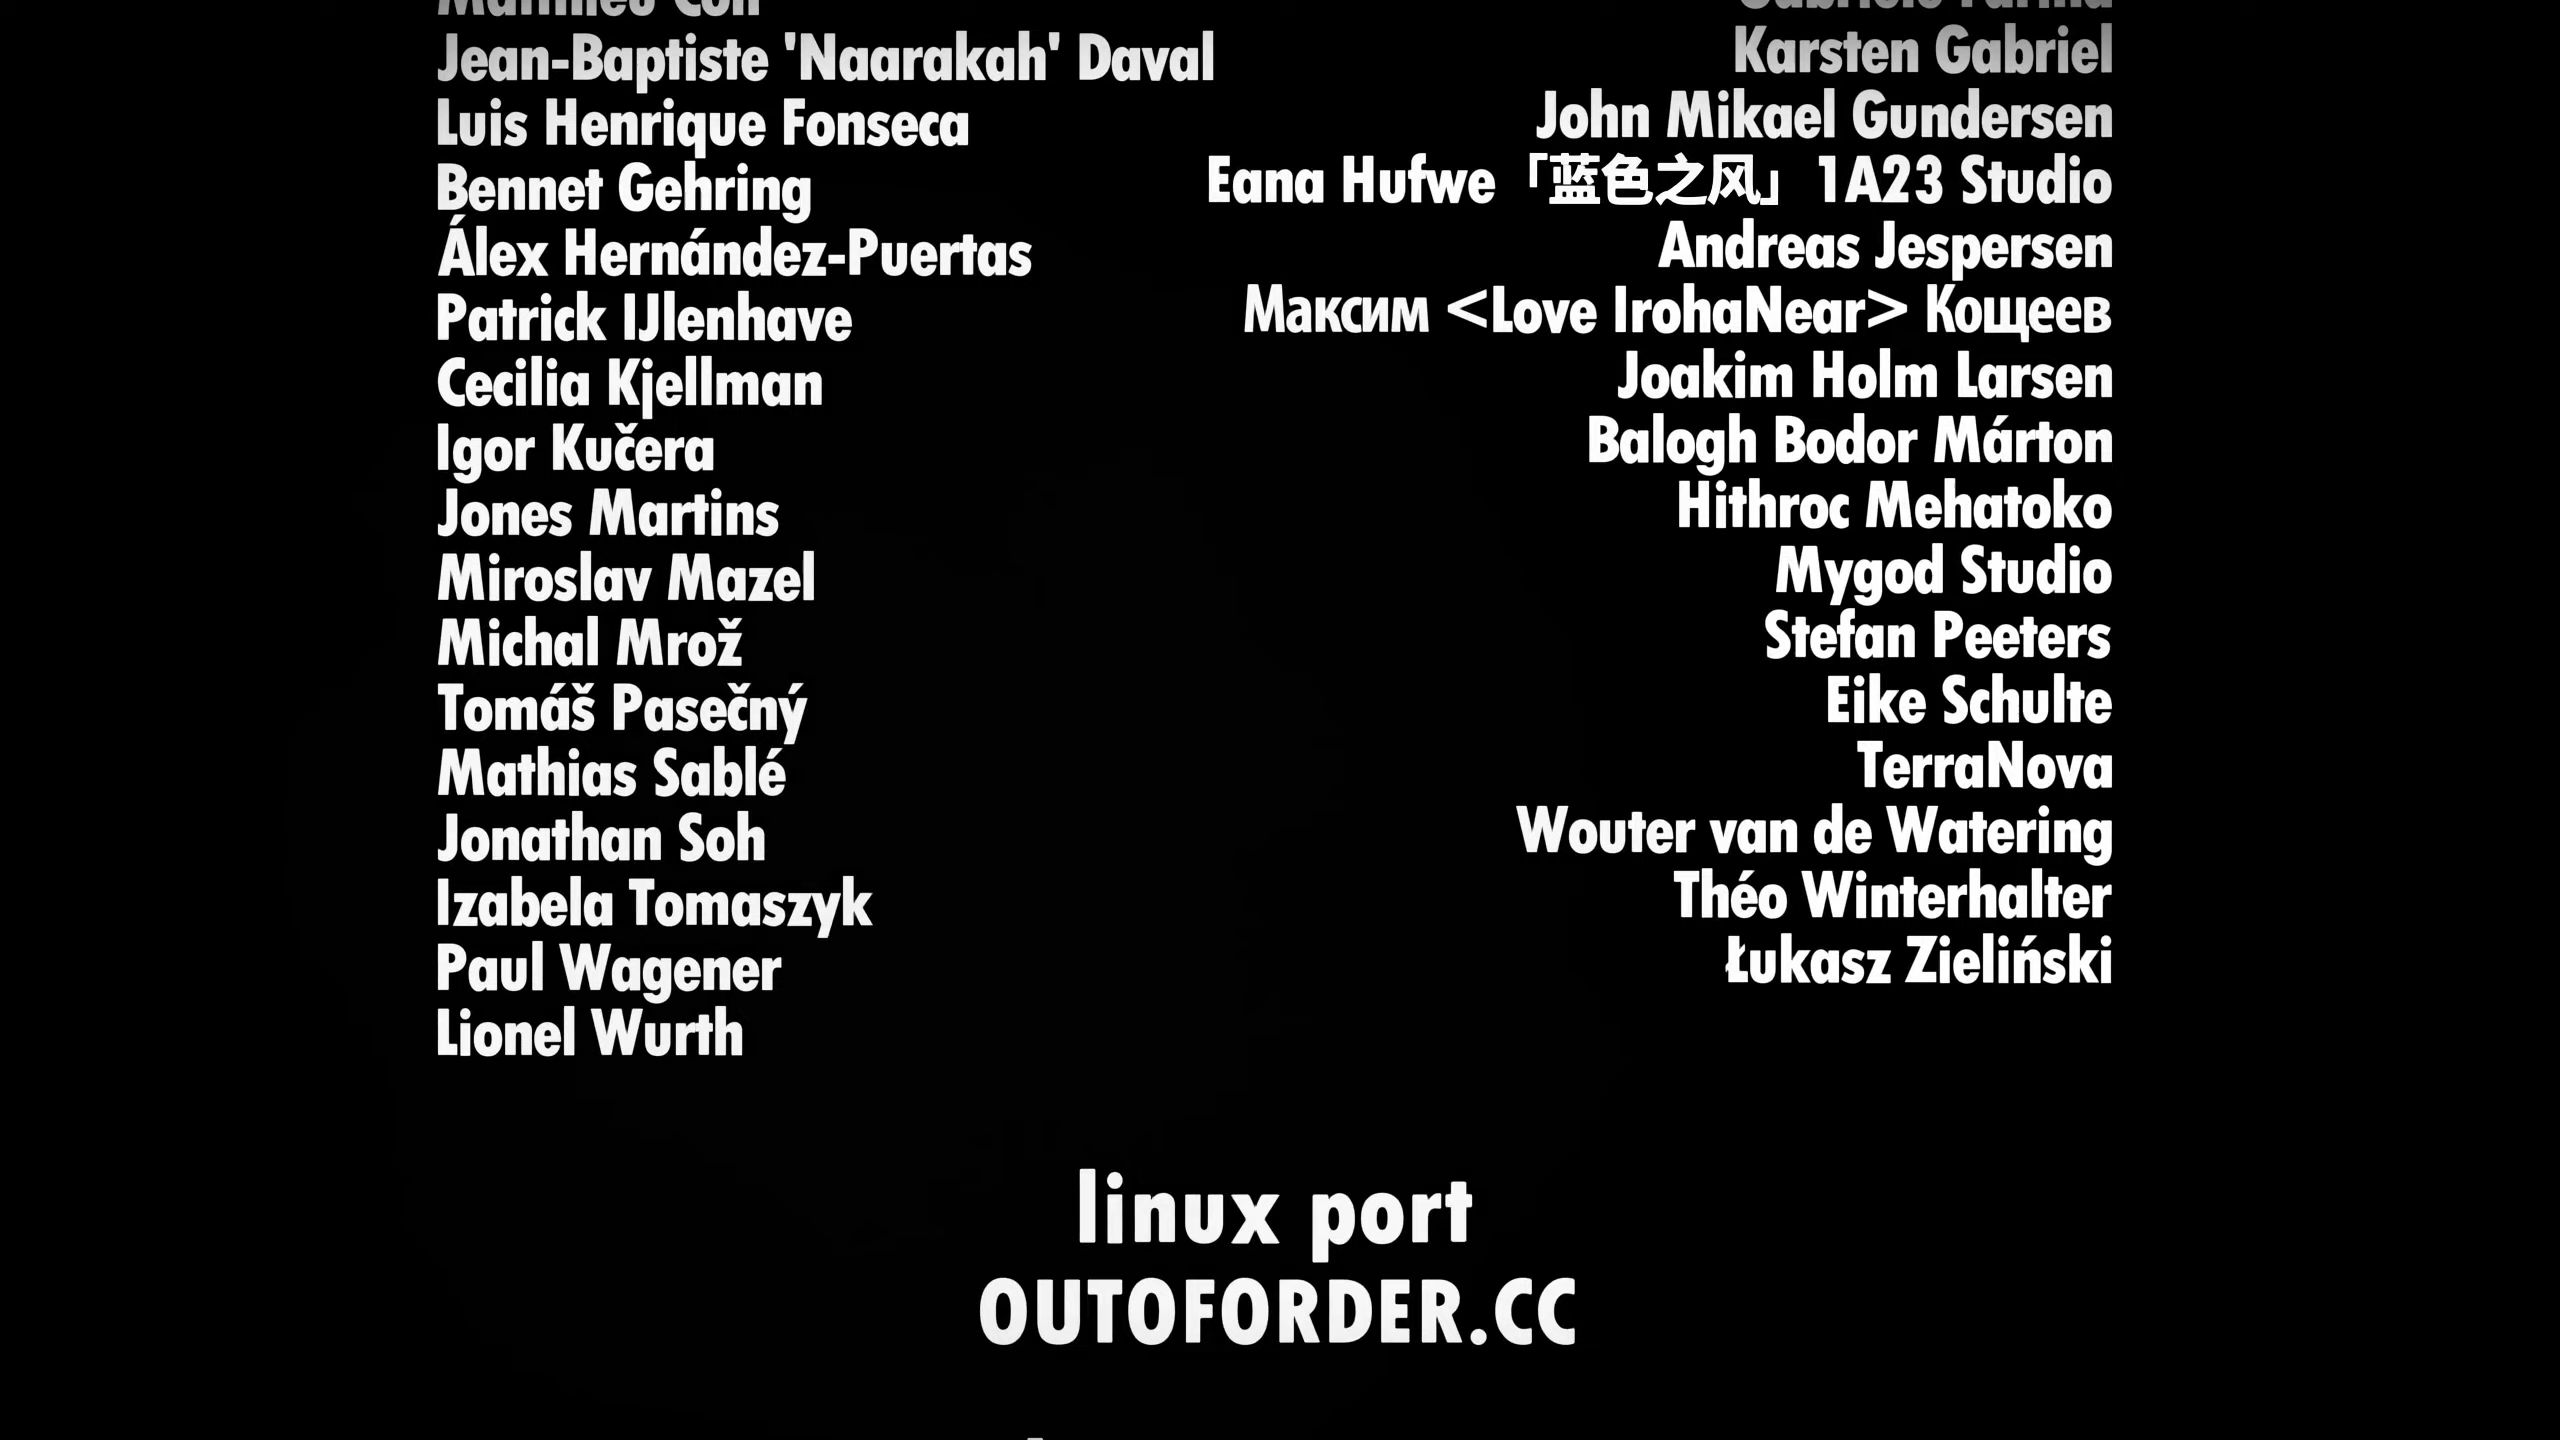 Jean-Baptiste 'Naarakah' Daval
Karsten Gabriel
Luis Henrique Fonseca
John Mikael Gundersen
Bennet Gehring
Eana Hufwe「蓝色之风」1A23 Studio
Álex Hernández-Puertas
Andreas Jespersen
Patrick IJlenhave
Максим <Love IrohaNear> Кощеев
Cecilia Kjellman
Joakim Holm Larsen
Igor Kučera
Balogh Bodor Márton
Jones Martins
Hithroc Mehatoko
Miroslav Mazel
Mygod Studio
Michal Mrož
Stefan Peeters
Tomáš Pasečný
Eike Schulte
Mathias Sablé
TerraNova
Jonathan Soh
Wouter van de Watering
Izabela Tomaszyk
Théo Winterhalter
Paul Wagener
Łukasz Zieliński
Lionel Wurth
linux port
OUTOFORDER.CC